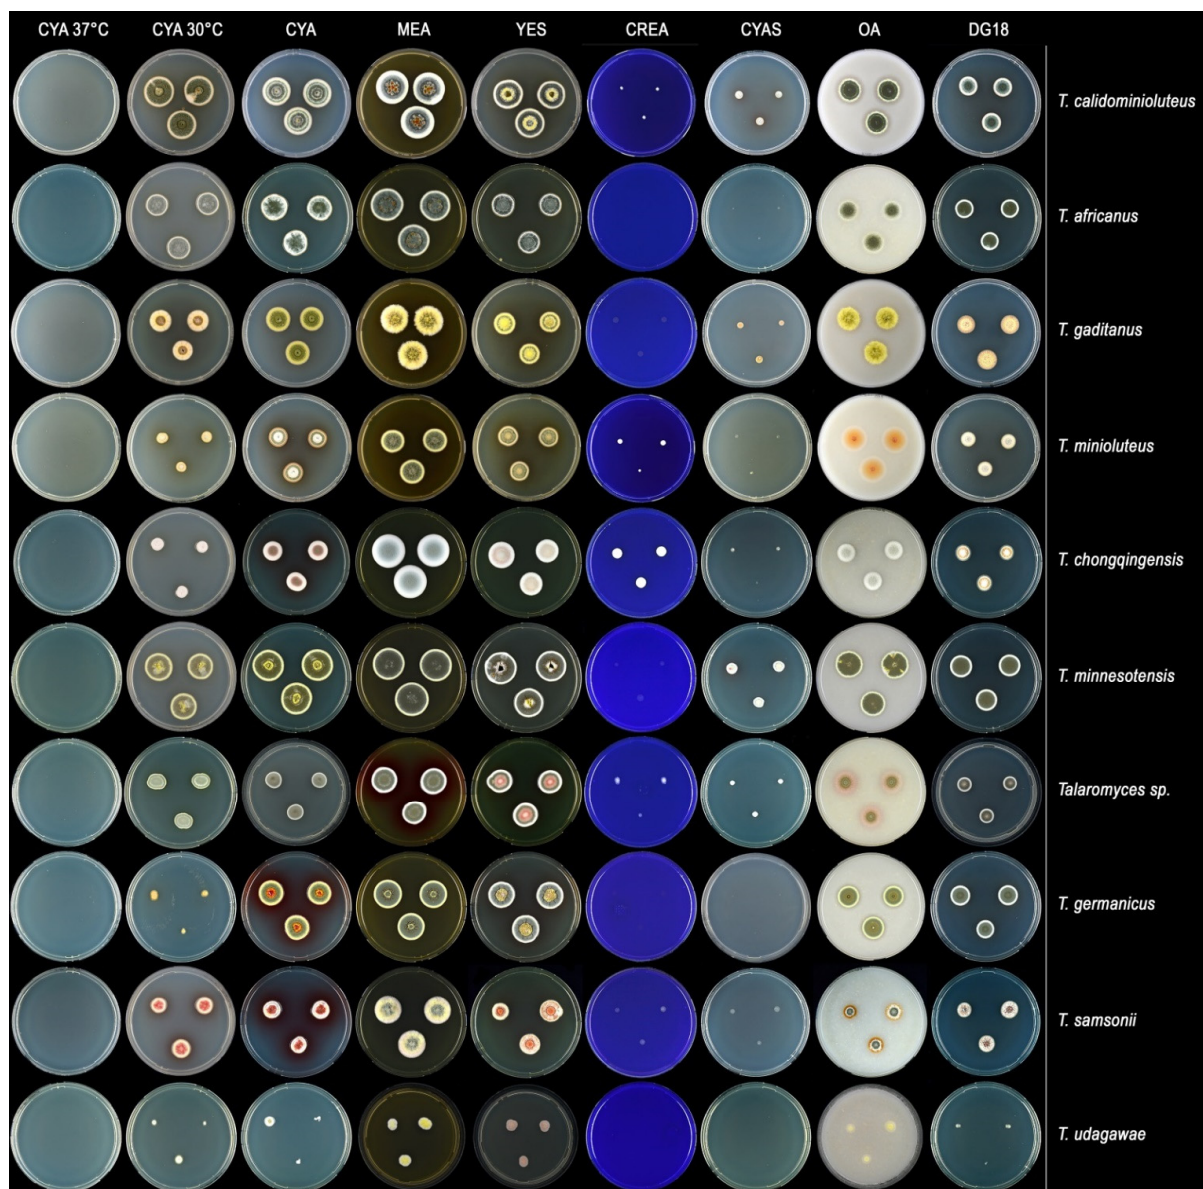 CYA 37°C CYA 30°C CYA MEA YES CREA CYAS OA DG18
T. calidominioluteus
T. africanus
T. gaditanus
T. minioluteus
T. chongqingensis
T. minnesotensis
Talaromyces sp.
T. germanicus
T. samsonii
T. udagawae